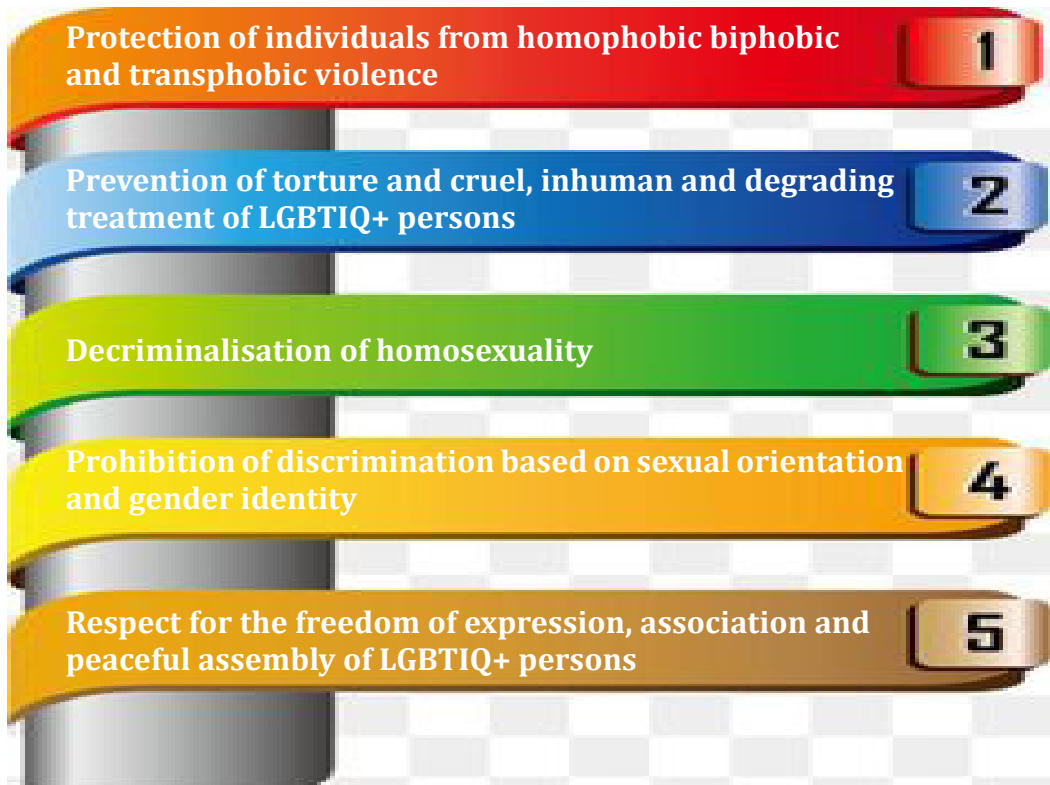 Protection of individuals from homophobic biphobic
and transphobic violence
1
Prevention of torture and cruel, inhuman and degrading
treatment of LGBTIQ+ persons
2
Decriminalisation of homosexuality
3
Prohibition of discrimination based on sexual orientation
and gender identity
4
Respect for the freedom of expression, association and
peaceful assembly of LGBTIQ+ persons
5